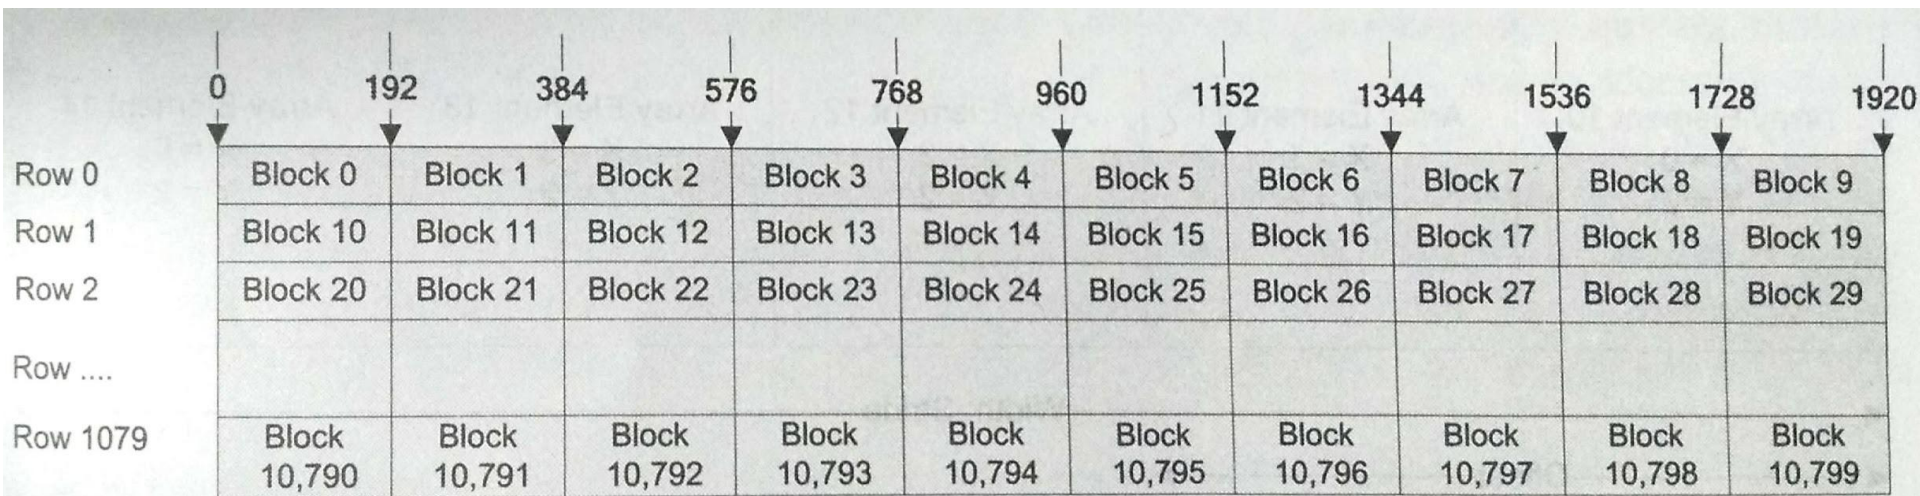 0 192 384 576 768 960 1152 1344 1536 1728 1920
Row 0 Block 0 Block 1 Block 2 Block 3 Block 4 Block 5 Block 6 Block 7 Block 8 Block 9
Row 1 Block 10 Block 11 Block 12 Block 13 Block 14 Block 15 Block 16 Block 17 Block 18 Block 19
Row 2 Block 20 Block 21 Block 22 Block 23 Block 24 Block 25 Block 26 Block 27 Block 28 Block 29
Row ....
Row 1079 Block Block Block Block Block Block Block Block Block Block
10,790 10,791 10,792 10,793 10,794 10,795 10,796 10,797 10,798 10,799